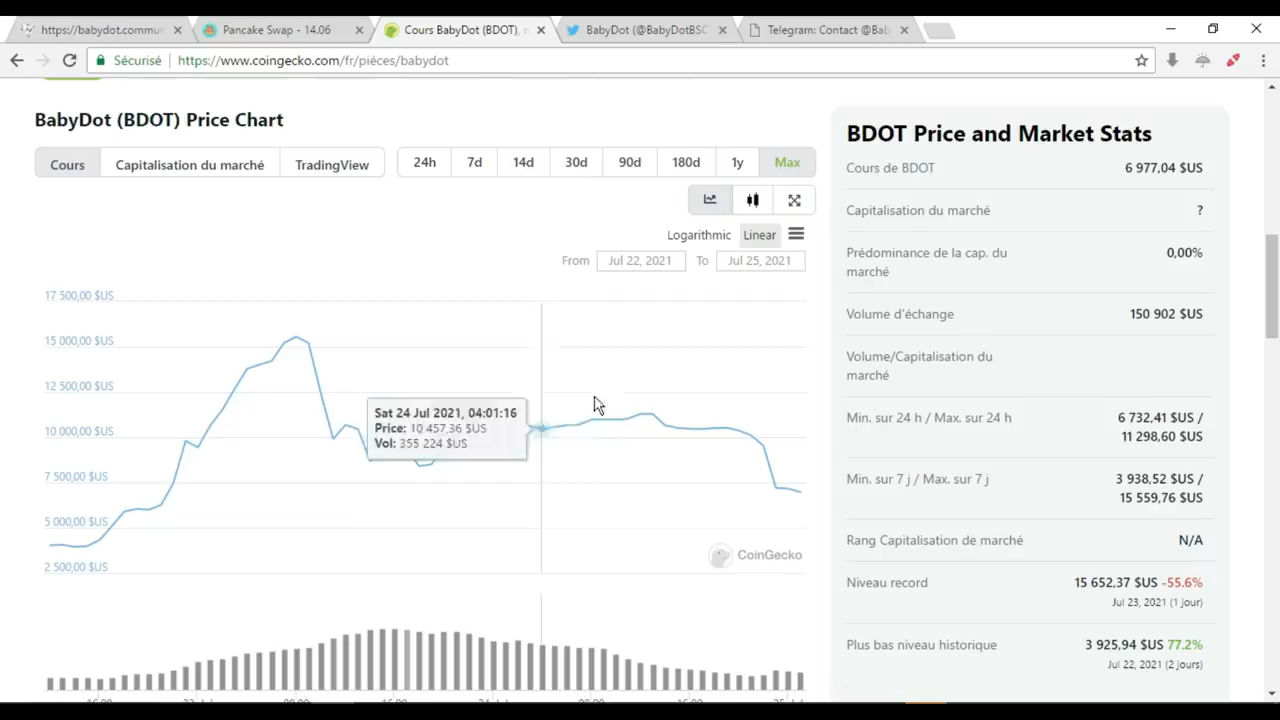 https://babydot.commu
Pancake Swap - 14.06
Cours BabyDot (BDOT),
BabyDot (@BabyDotBSC
Telegram: Contact @Bab
Sécurisé
https://www.coingecko.com/fr/pièces/babydot
BabyDot (BDOT) Price Chart
Cours
Capitalisation du marché
TradingView
24h
7d
14d
30d
90d
180d
1y
Max
Logarithmic
Linear
From
Jul 22, 2021
To
Jul 25, 2021
17 500,00 $US
15 000,00 $US
12 500,00 $US
10 000,00 $US
7 500,00 $US
5 000,00 $US
2 500,00 $US
Sat 24 Jul 2021, 04:01:16
Price: 10 457,36 $US
Vol: 355 224 $US
CoinGecko
BDOT Price and Market Stats
Cours de BDOT
6 977,04 $US
Capitalisation du marché
?
Prédominance de la cap. du
marché
0,00%
Volume d'échange
150 902 $US
Volume/Capitalisation du
marché
Min. sur 24 h / Max. sur 24 h
6 732,41 $US /
11 298,60 $US
Min. sur 7 j / Max. sur 7 j
3 938,52 $US /
15 559,76 $US
Rang Capitalisation de marché
N/A
Niveau record
15 652,37 $US -55.6%
Jul 23, 2021 (1 jour)
Plus bas niveau historique
3 925,94 $US 77.2%
Jul 22, 2021 (2 jours)